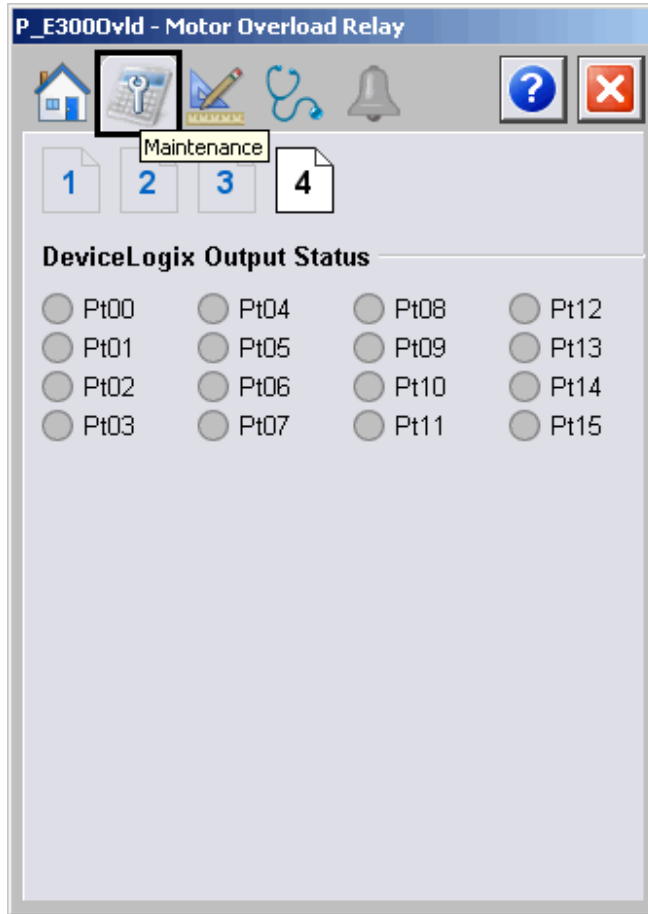 P_E300Ovld - Motor Overload Relay
?
Maintenance
1 2 3 4
DeviceLogix Output Status
Pt00 Pt04 Pt08 Pt12
Pt01 Pt05 Pt09 Pt13
Pt02 Pt06 Pt10 Pt14
Pt03 Pt07 Pt11 Pt15